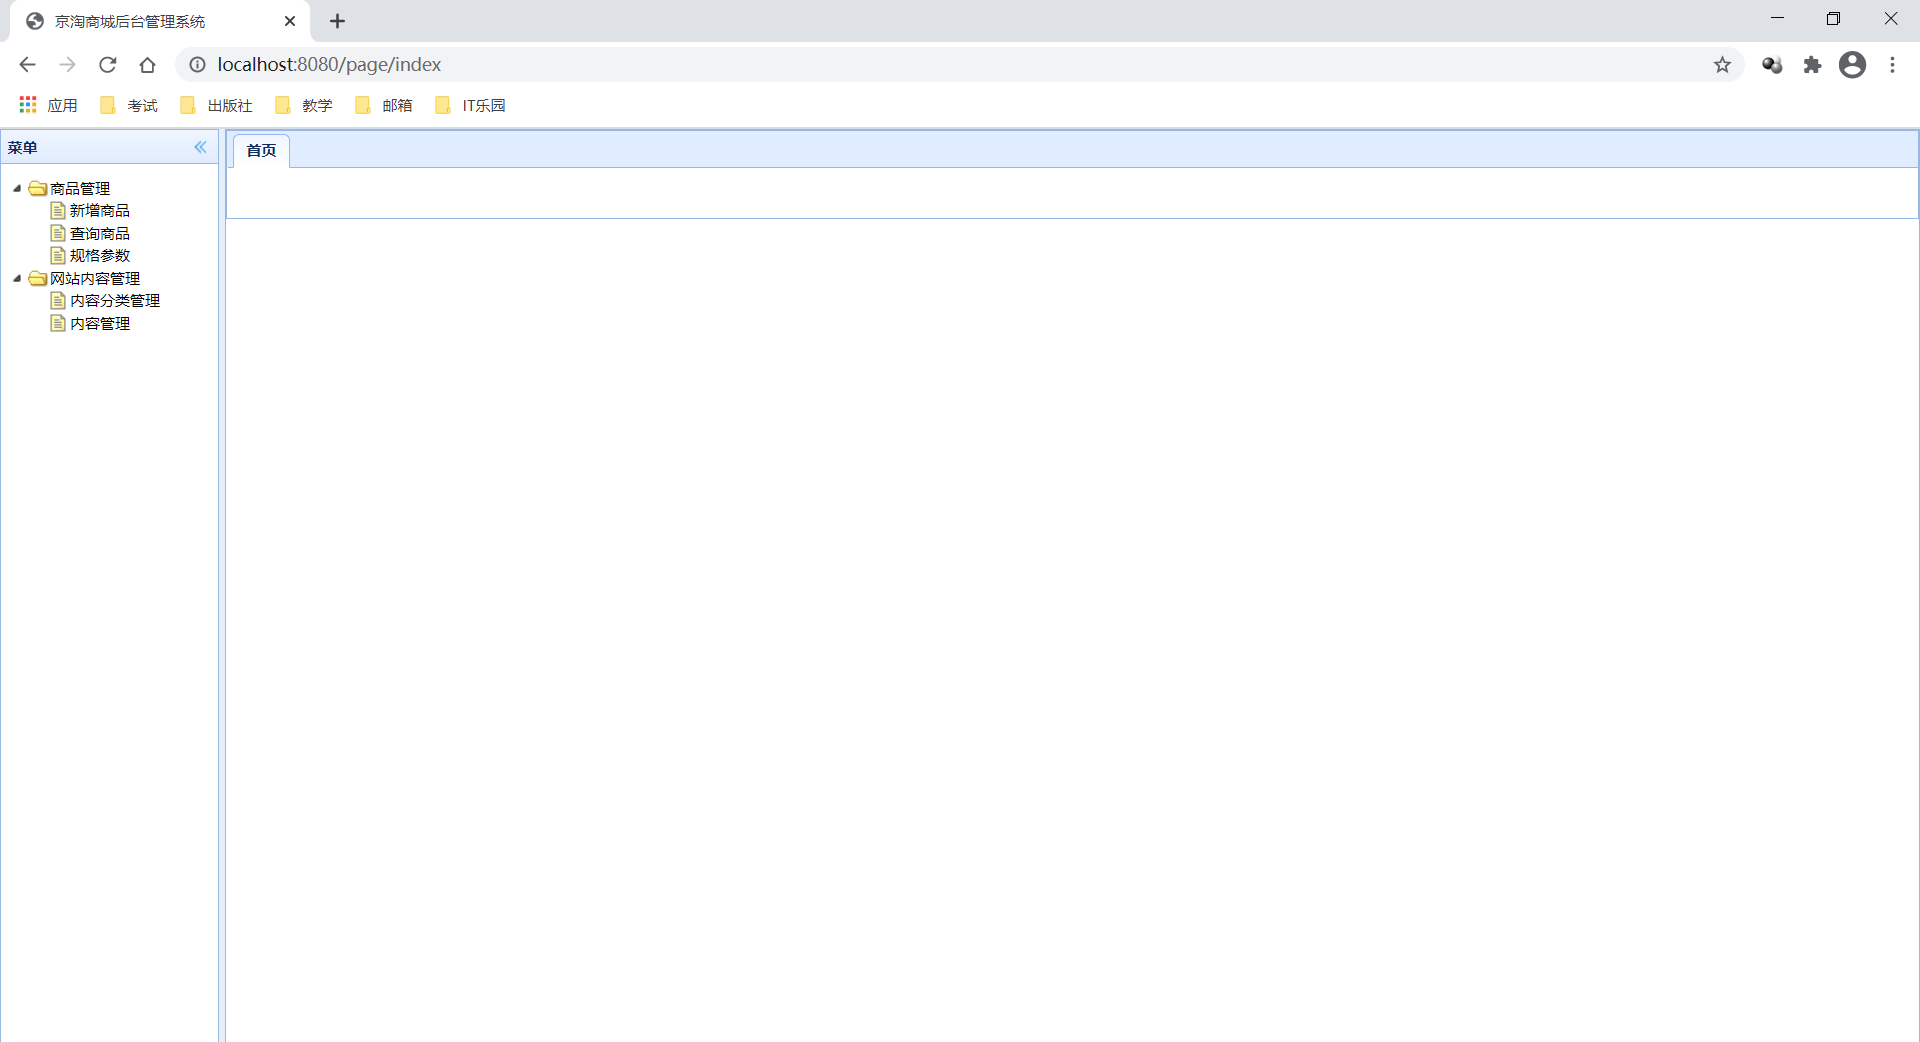 京淘商城后台管理系统
localhost:8080/page/index
应用 考试 出版社 教学 邮箱 IT乐园
菜单
首页
商品管理
新增商品
查询商品
规格参数
网站内容管理
内容分类管理
内容管理